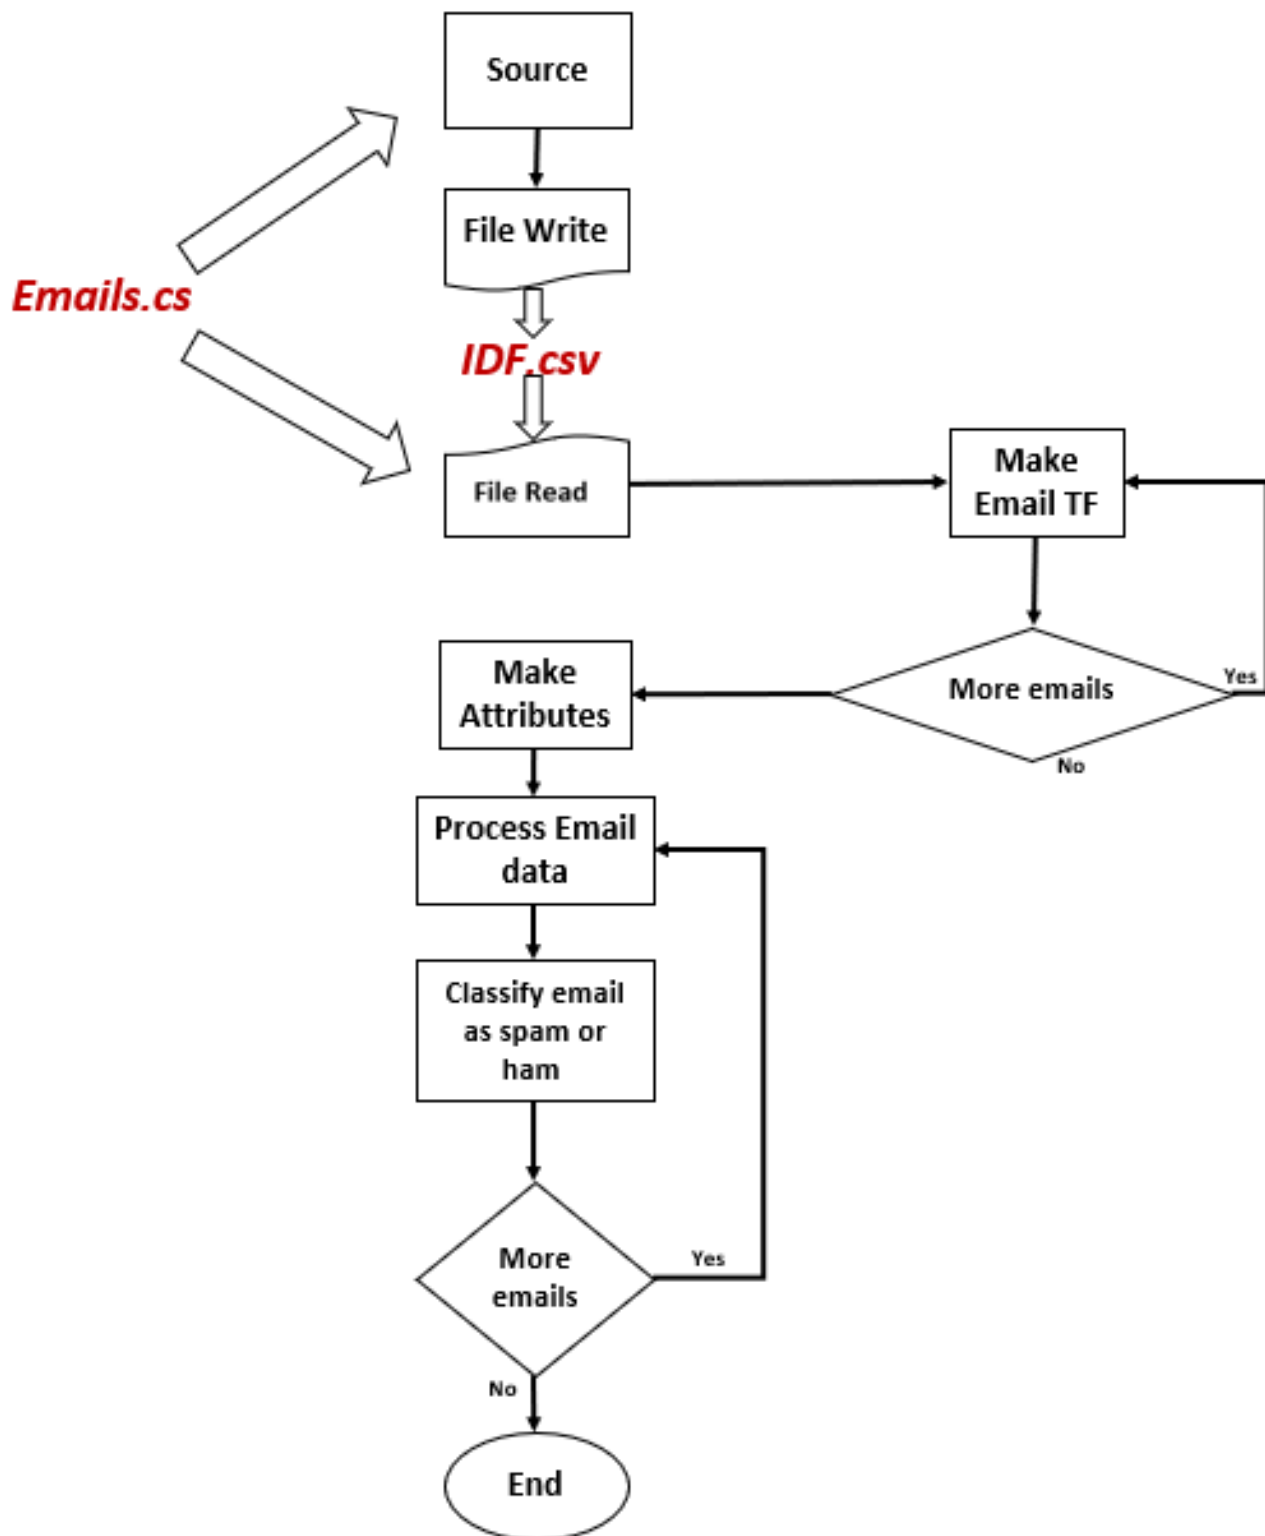 Source
File Write
Emails.cs
IDF.csv
File Read
Make
Email TF
More emails
Yes
No
Make
Attributes
Process Email
data
Classify email
as spam or
ham
More
emails
Yes
No
End